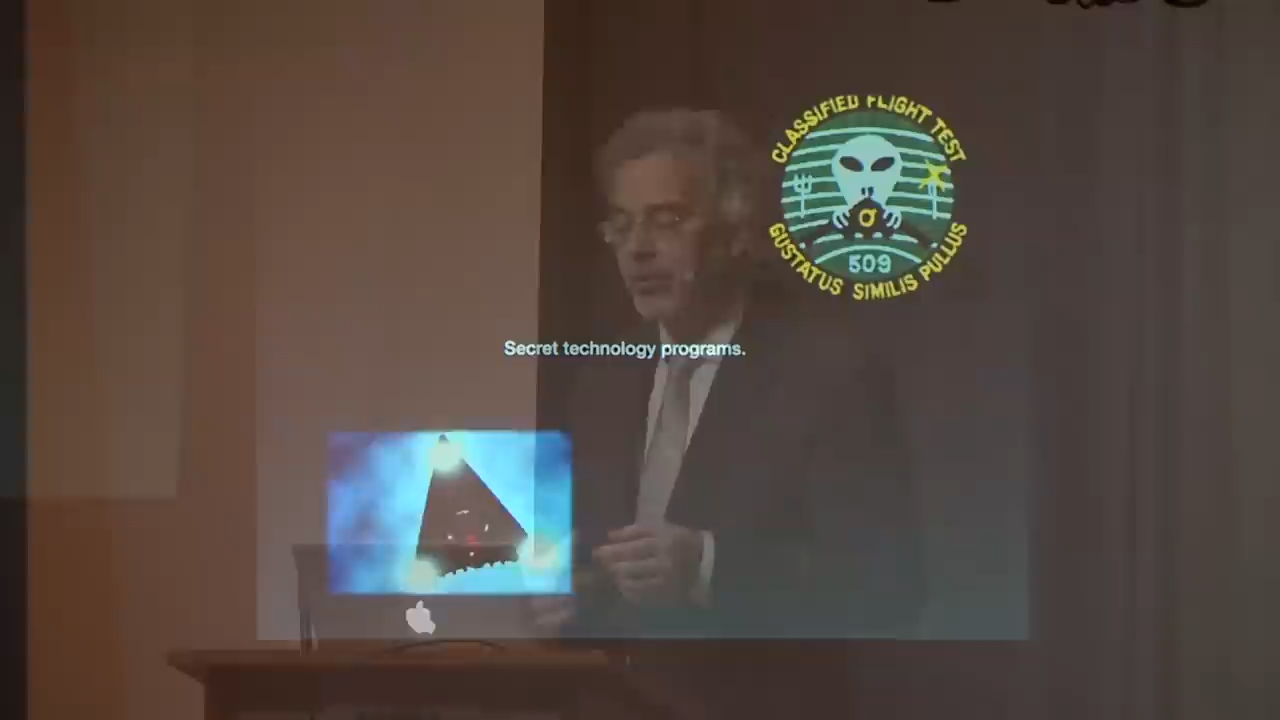 CLASSIFIED FLIGHT TEST
509
GUSTATUS SIMILIS PULLUS
Secret technology programs.